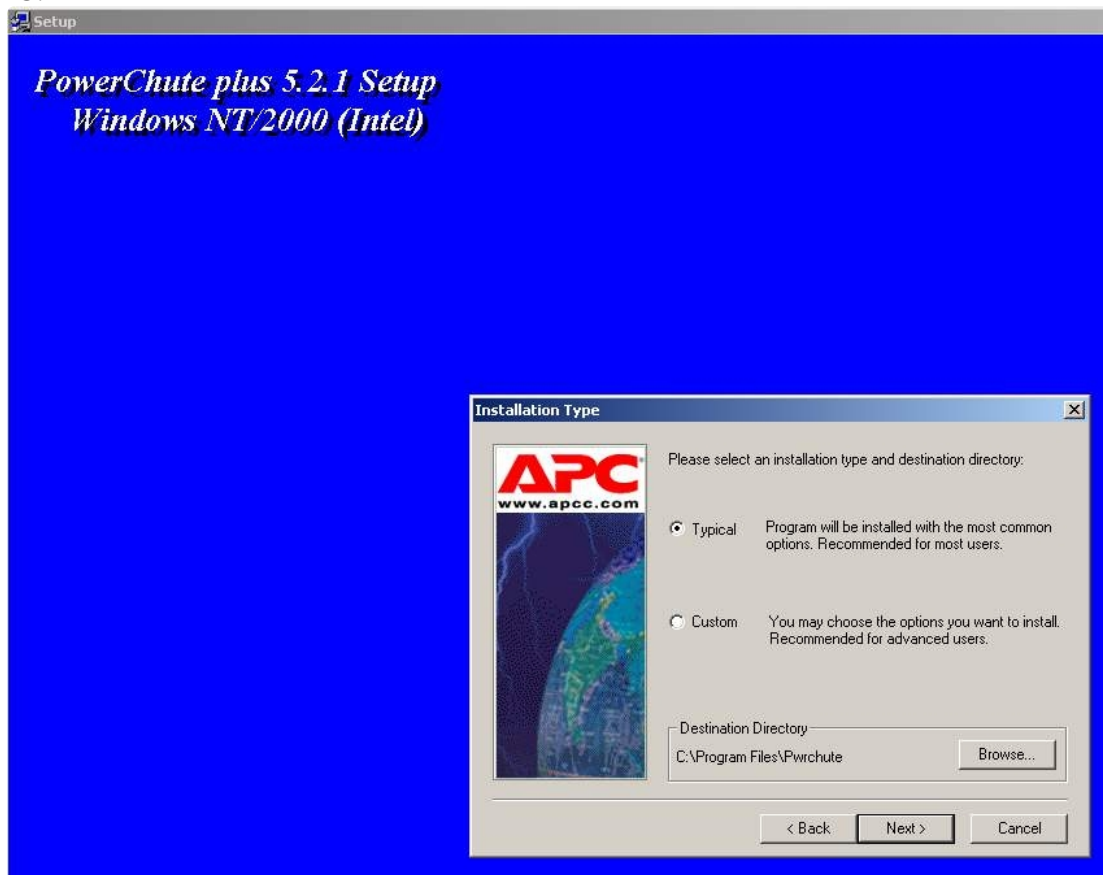 Setup
PowerChute plus 5.2.1 Setup
Windows NT/2000 (Intel)
Installation Type
APC
www.apcc.com
Please select an installation type and destination directory:
Typical
Program will be installed with the most common
options. Recommended for most users.
Custom
You may choose the options you want to install.
Recommended for advanced users.
Destination Directory
C:\Program Files\Pwrchute
Browse...
< Back
Next >
Cancel